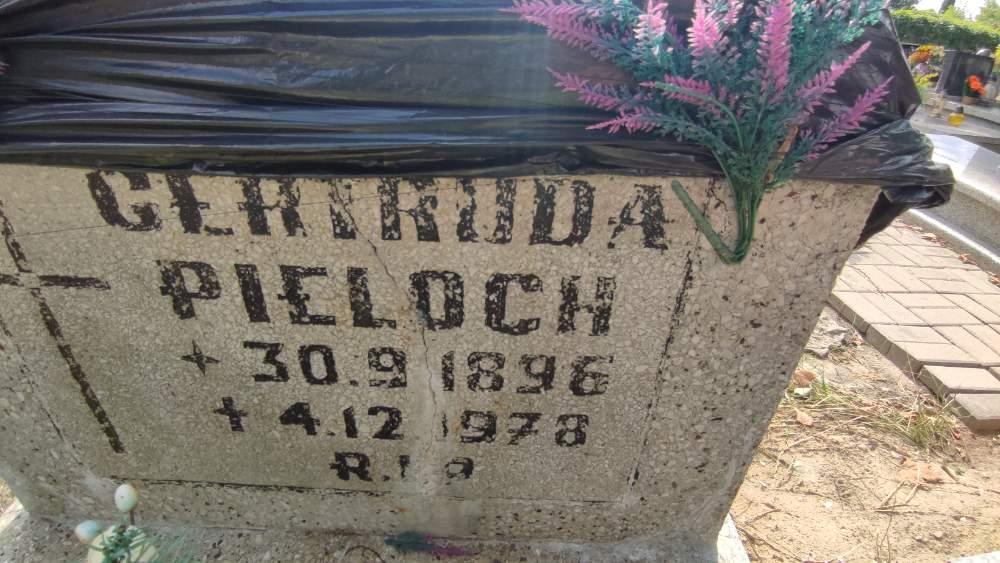 GERTRUDA
PIELOCH
30.9 1896
4.12 1978
R.I.P